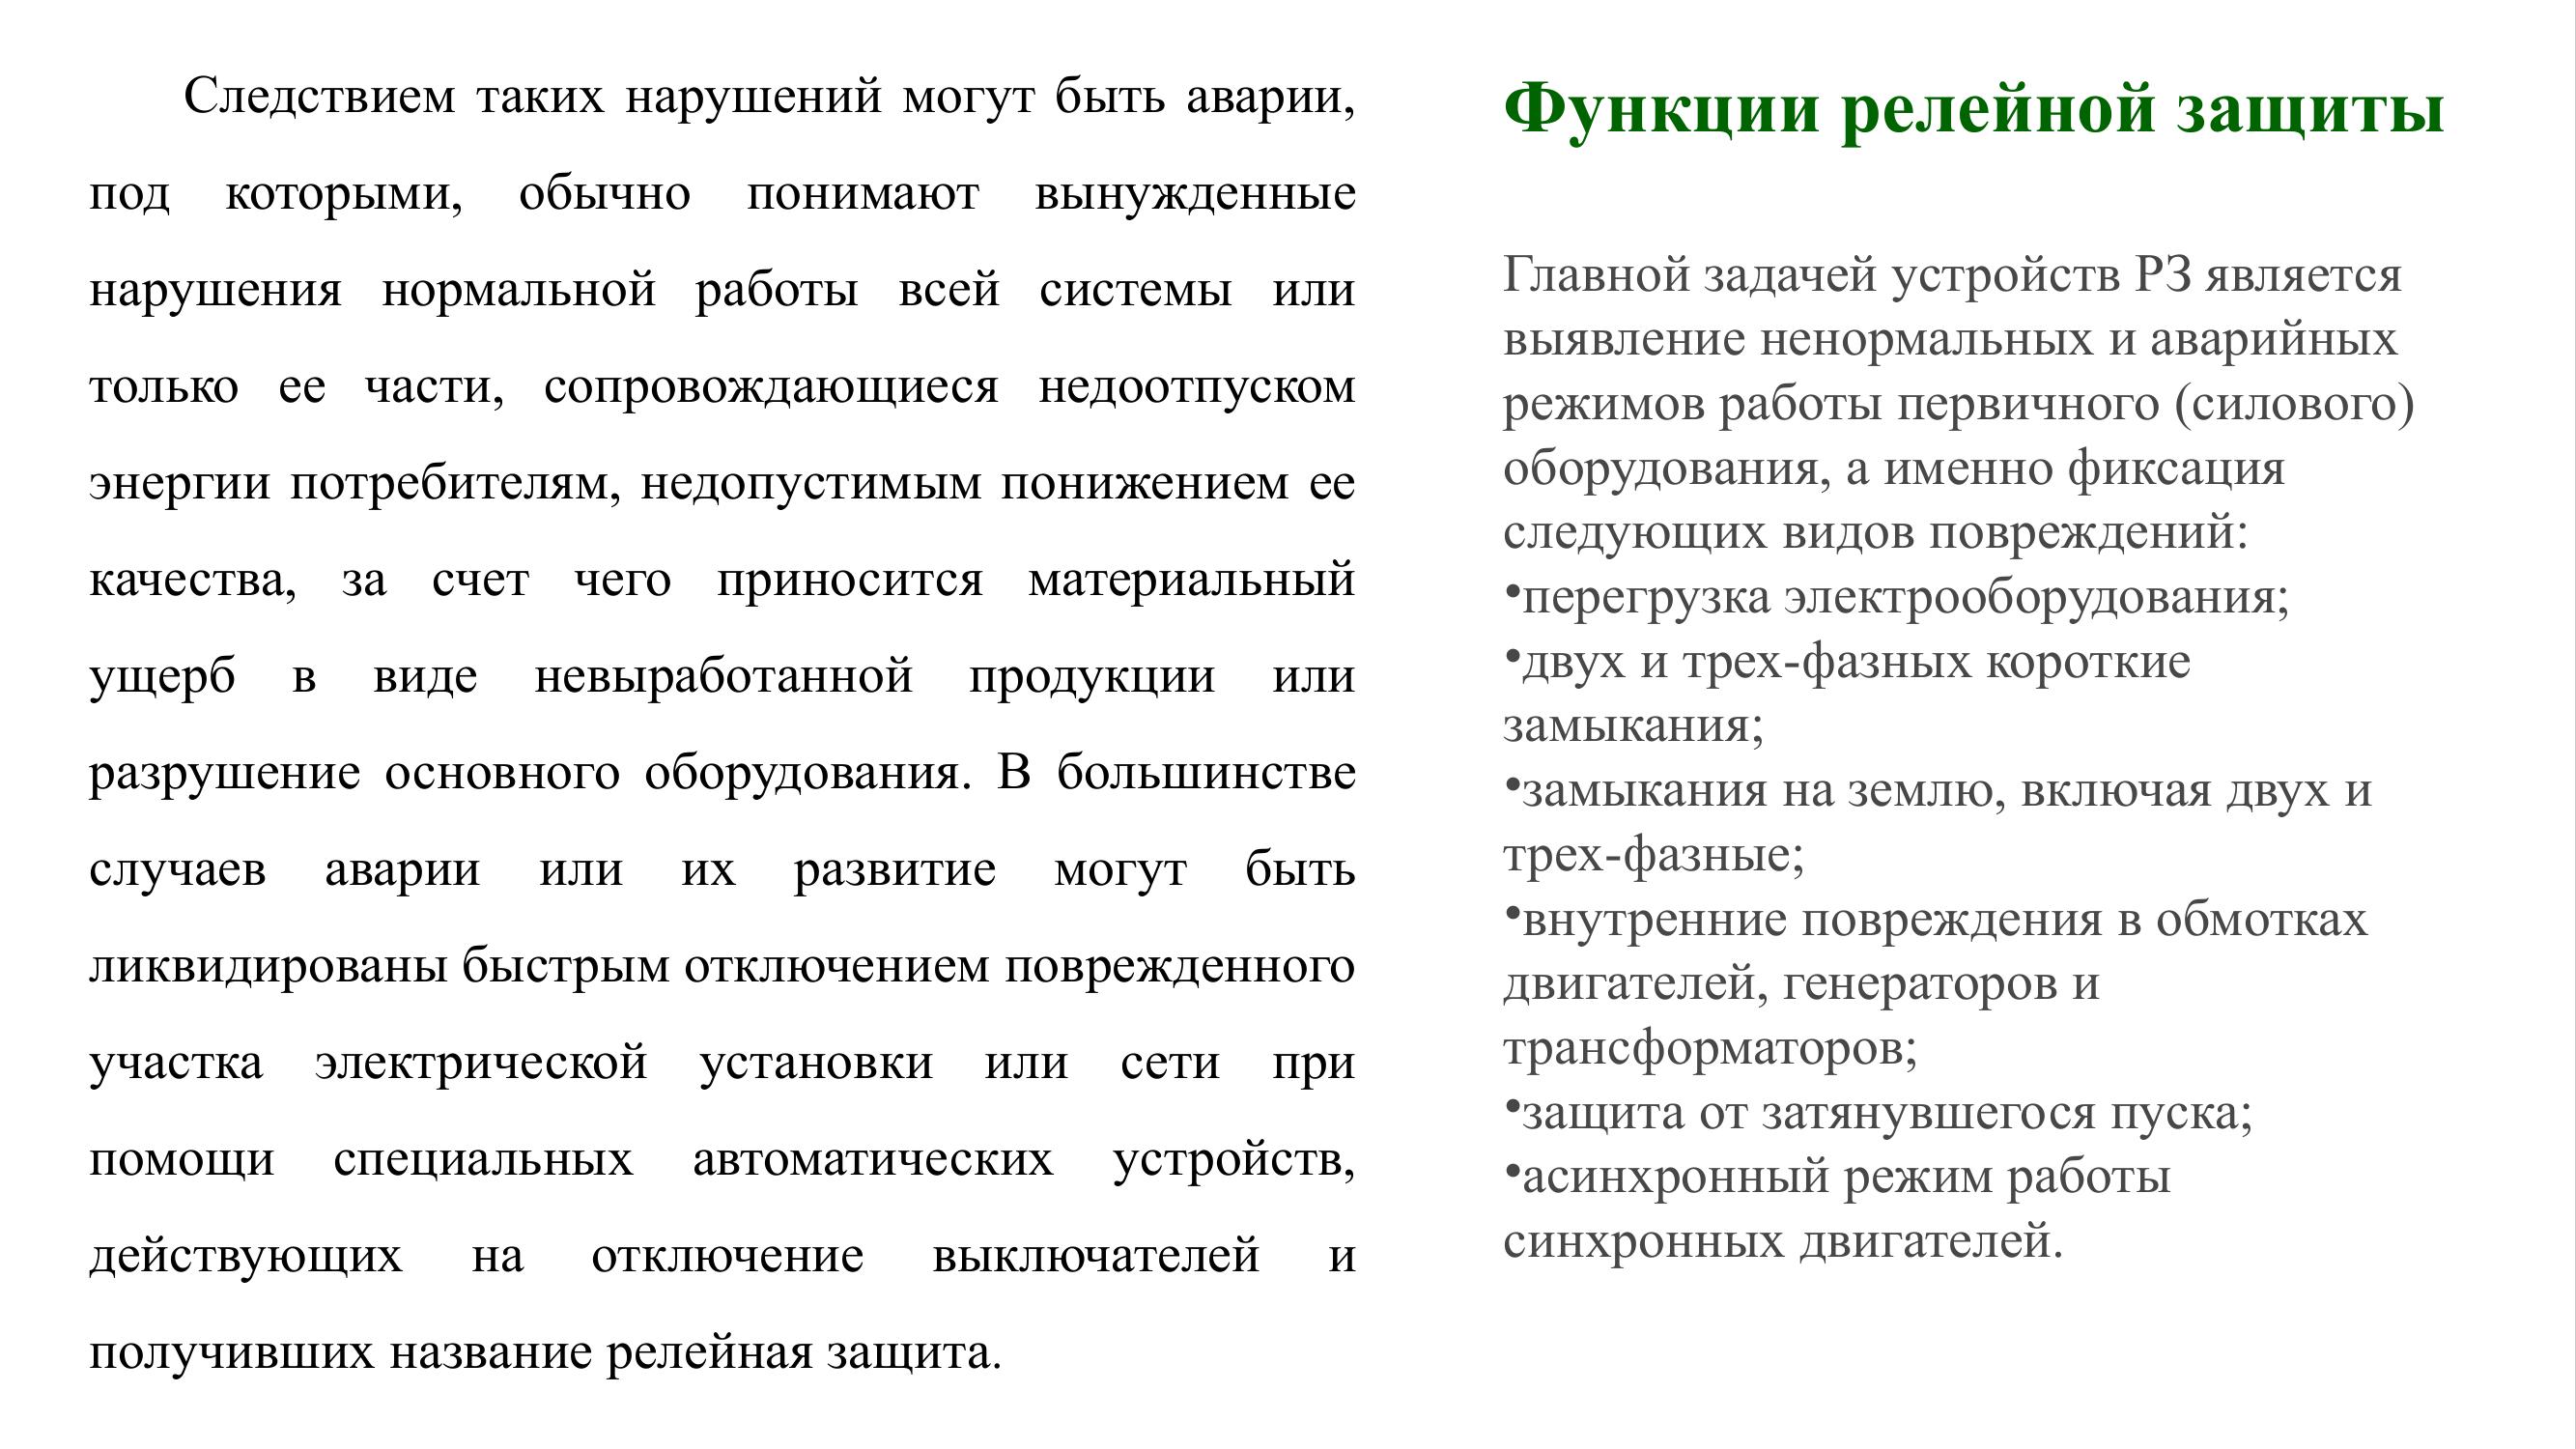 Следствием таких нарушений могут быть аварии,
под которыми, обычно понимают вынужденные
нарушения нормальной работы всей системы или
только ее части, сопровождающиеся недоотпуском
энергии потребителям, недопустимым понижением ее
качества, за счет чего приносится материальный
ущерб в виде невыработанной продукции или
разрушение основного оборудования. В большинстве
случаев аварии или их развитие могут быть
ликвидированы быстрым отключением поврежденного
участка электрической установки или сети при
помощи специальных автоматических устройств,
действующих на отключение выключателей и
получивших название релейная защита.
Функции релейной защиты
Главной задачей устройств РЗ является
выявление ненормальных и аварийных
режимов работы первичного (силового)
оборудования, а именно фиксация
следующих видов повреждений:
•перегрузка электрооборудования;
•двух и трех-фазных короткие
замыкания;
•замыкания на землю, включая двух и
трех-фазные;
•внутренние повреждения в обмотках
двигателей, генераторов и
трансформаторов;
•защита от затянувшегося пуска;
•асинхронный режим работы
синхронных двигателей.